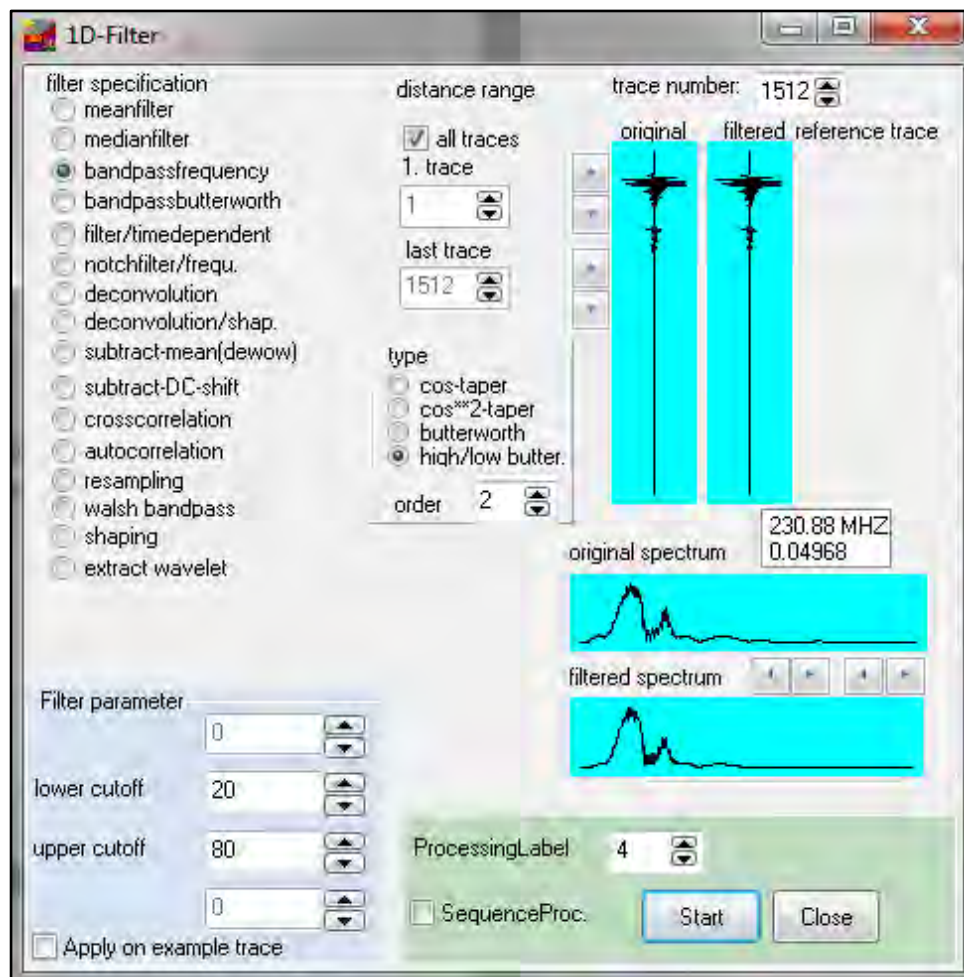 1D-Filter
filter specification
meanfilter
medianfilter
bandpassfrequency
bandpassbutterworth
filter/timedependent
notchfilter/frequ.
deconvolution
deconvolution/shap.
subtract-mean(dewow)
subtract-DC-shift
crosscorrelation
autocorrelation
resampling
walsh bandpass
shaping
extract wavelet
distance range
all traces
1. trace
1
last trace
1512
type
cos-taper
cos**2-taper
butterworth
high/low butter.
order 2
trace number: 1512
original filtered reference trace
230.88 MHZ
0.04968
original spectrum
filtered spectrum
Filter parameter
0
lower cutoff 20
upper cutoff 80
0
Apply on example trace
ProcessingLabel 4
SequenceProc.
Start
Close